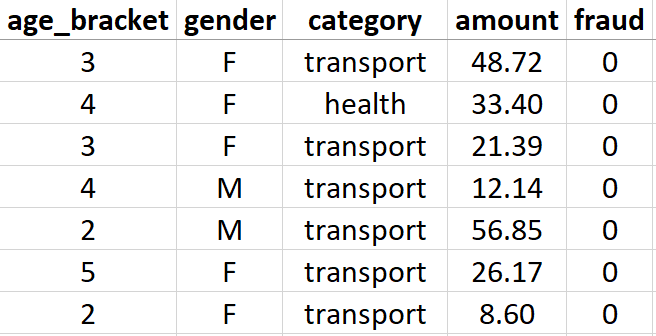 age_bracket gender category amount fraud
3 F transport 48.72 0
4 F health 33.40 0
3 F transport 21.39 0
4 M transport 12.14 0
2 M transport 56.85 0
5 F transport 26.17 0
2 F transport 8.60 0